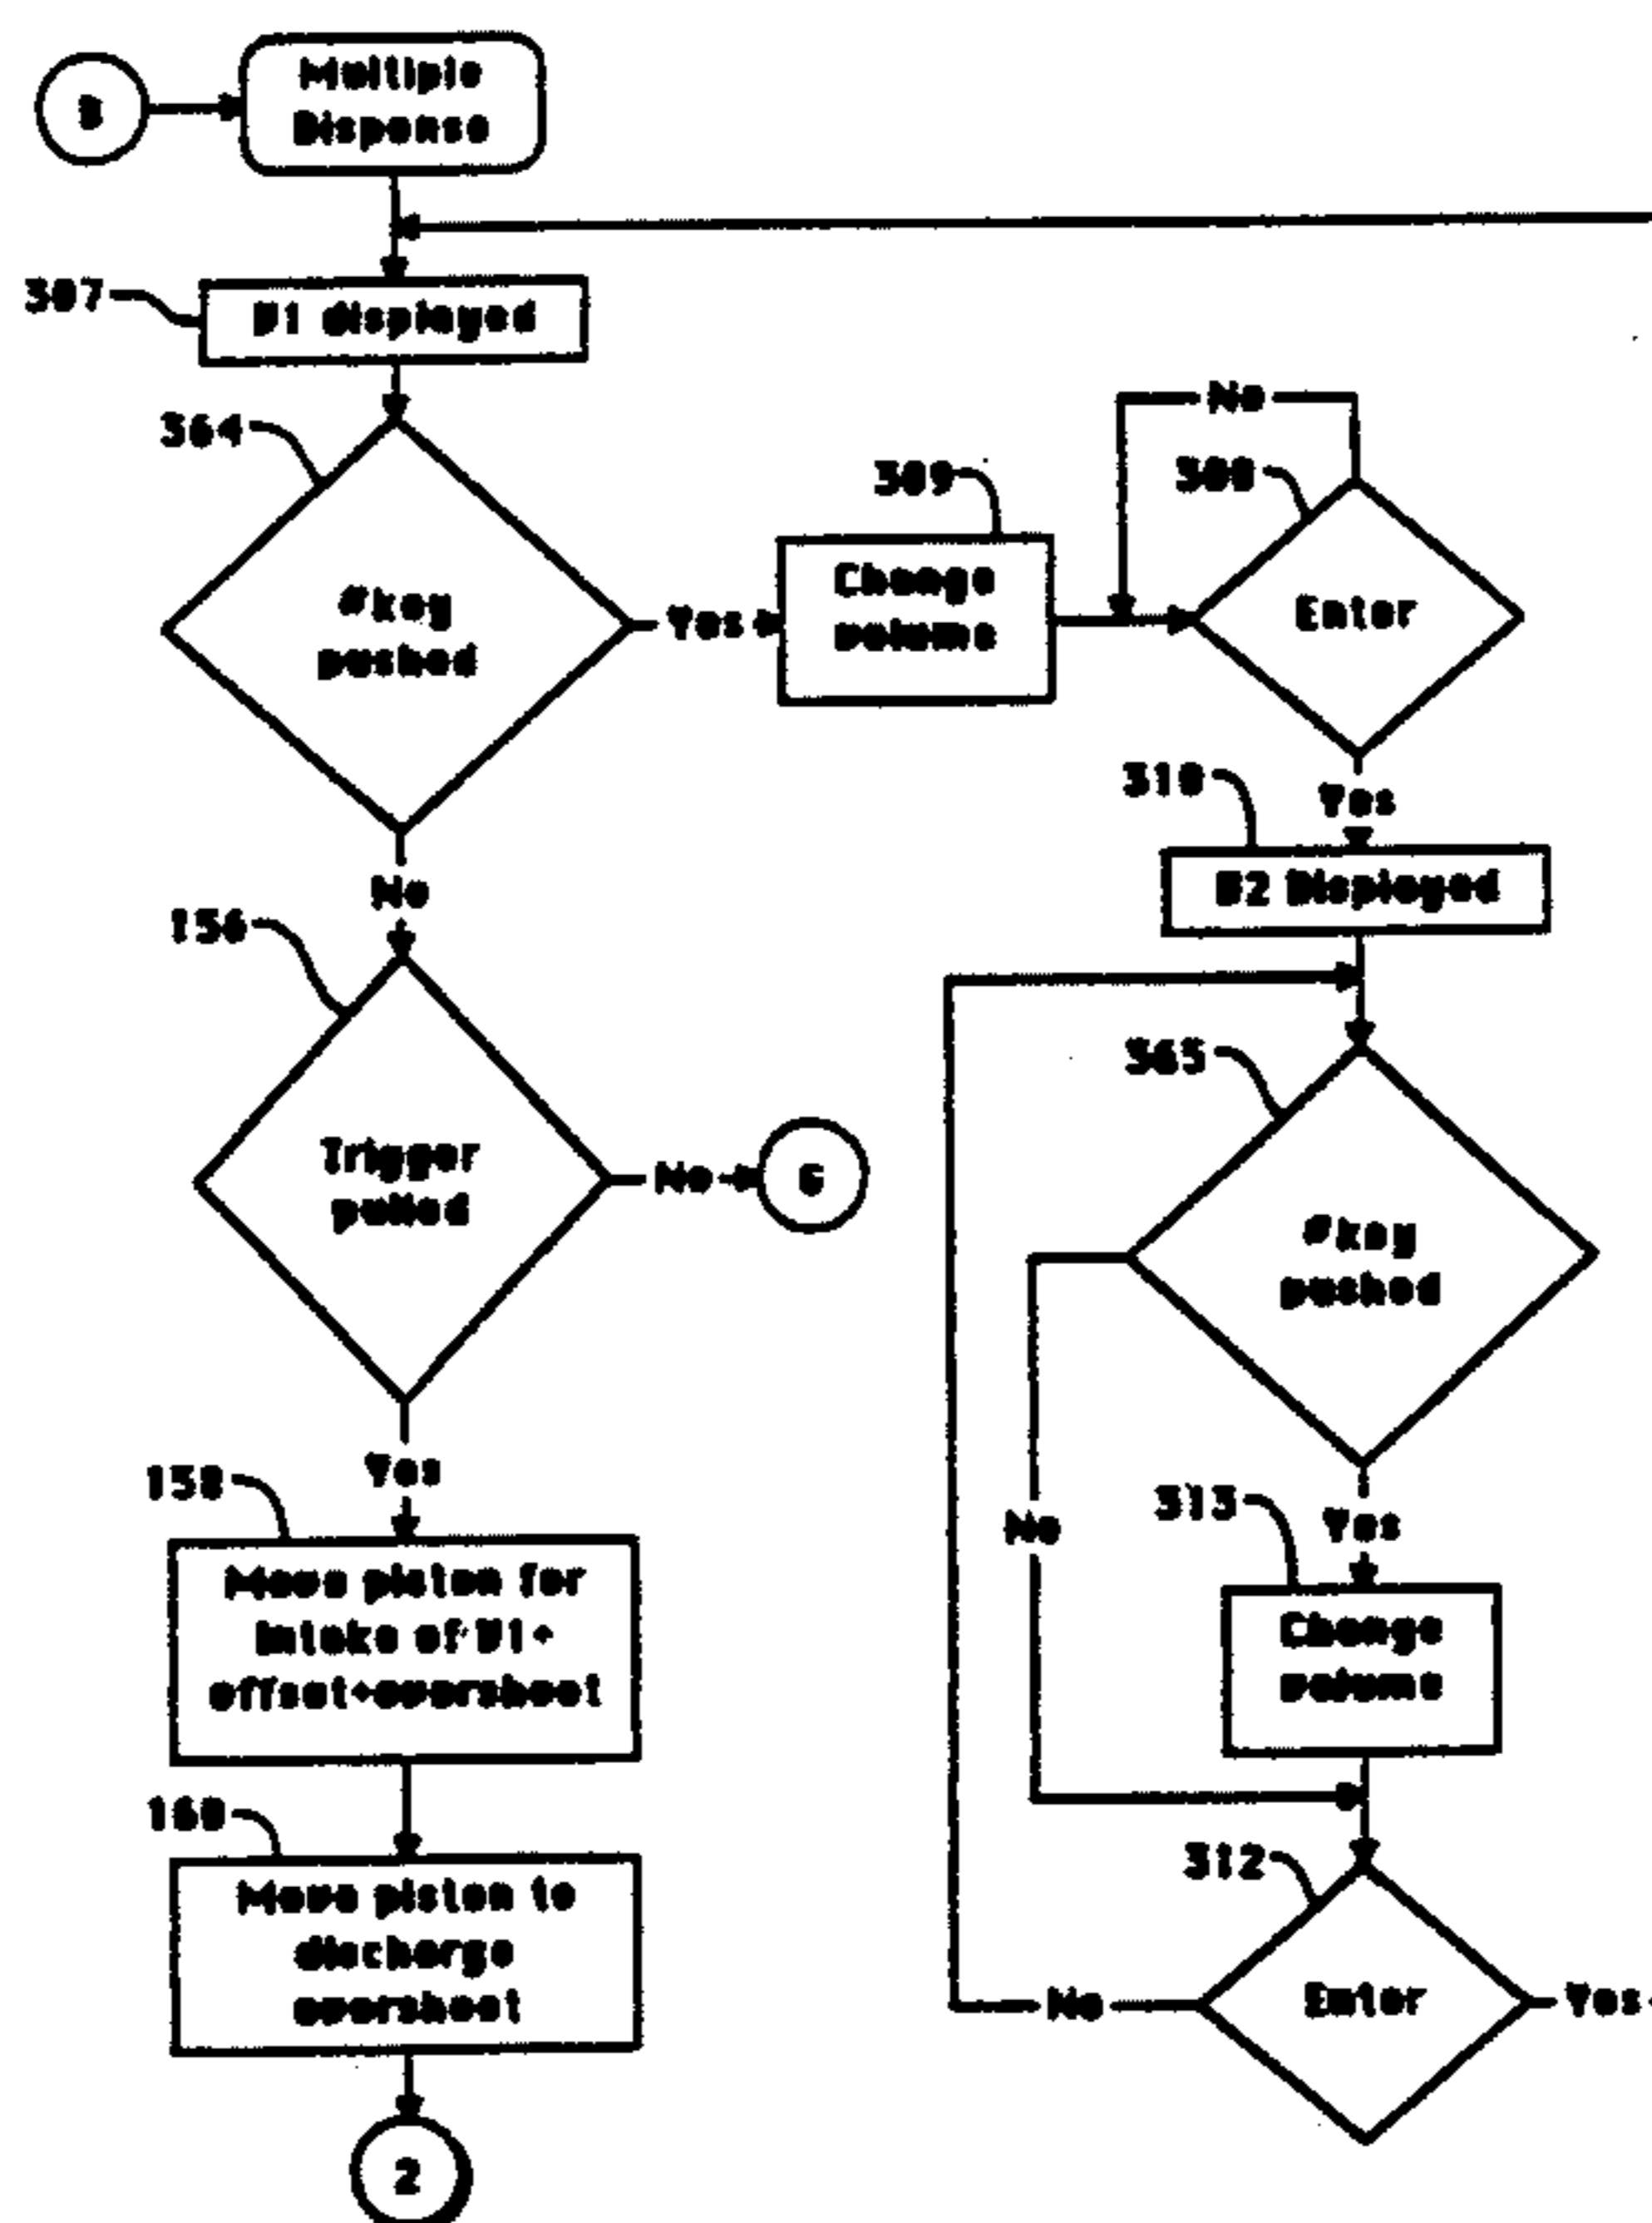 Multiple
Dispense
307
V1 displayed
364
# key
pushed
Yes
309
Change
volume
No
308
Enter
Yes
310
V2 Displayed
No
156
Trigger
pulled
No
G
365
# key
pushed
No
Yes
158
Move piston for
intake of V1+
offset+overshoot
Yes
313
Change
volume
160
Move piston to
discharge
overshoot
312
Enter
No
Yes
2